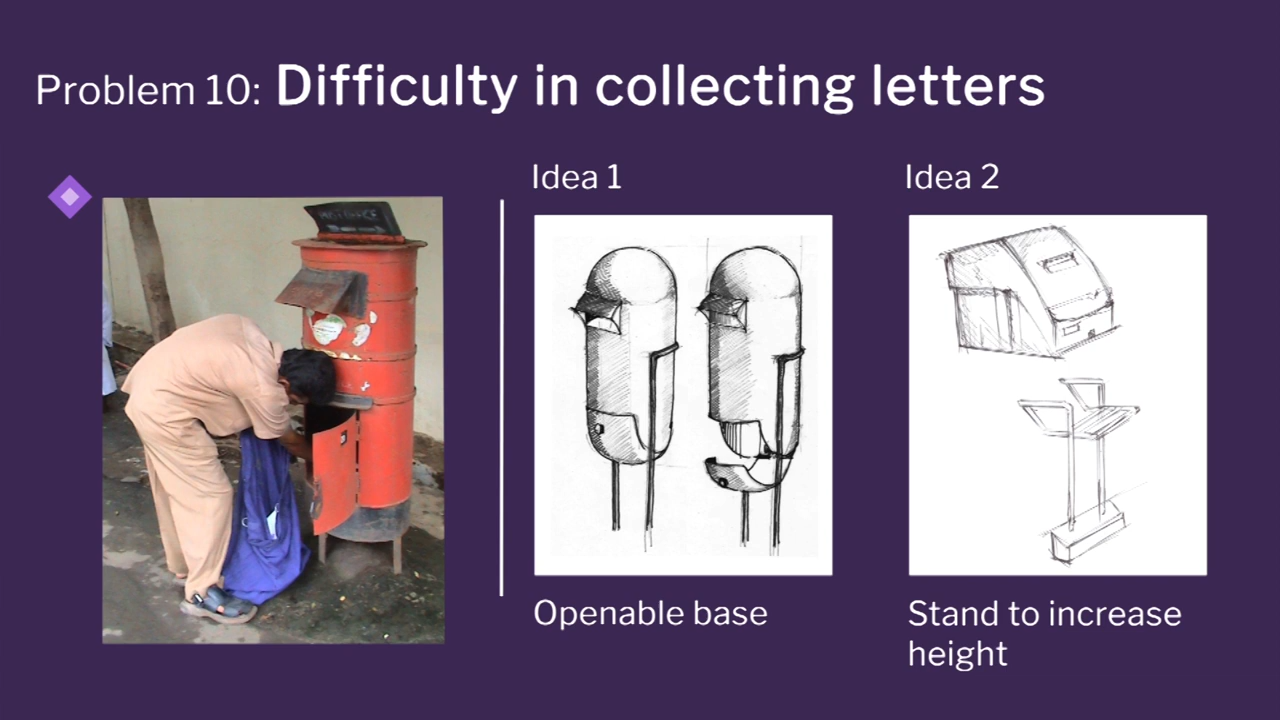 Problem 10: Difficulty in collecting letters
Idea 1
Openable base
Idea 2
Stand to increase
height